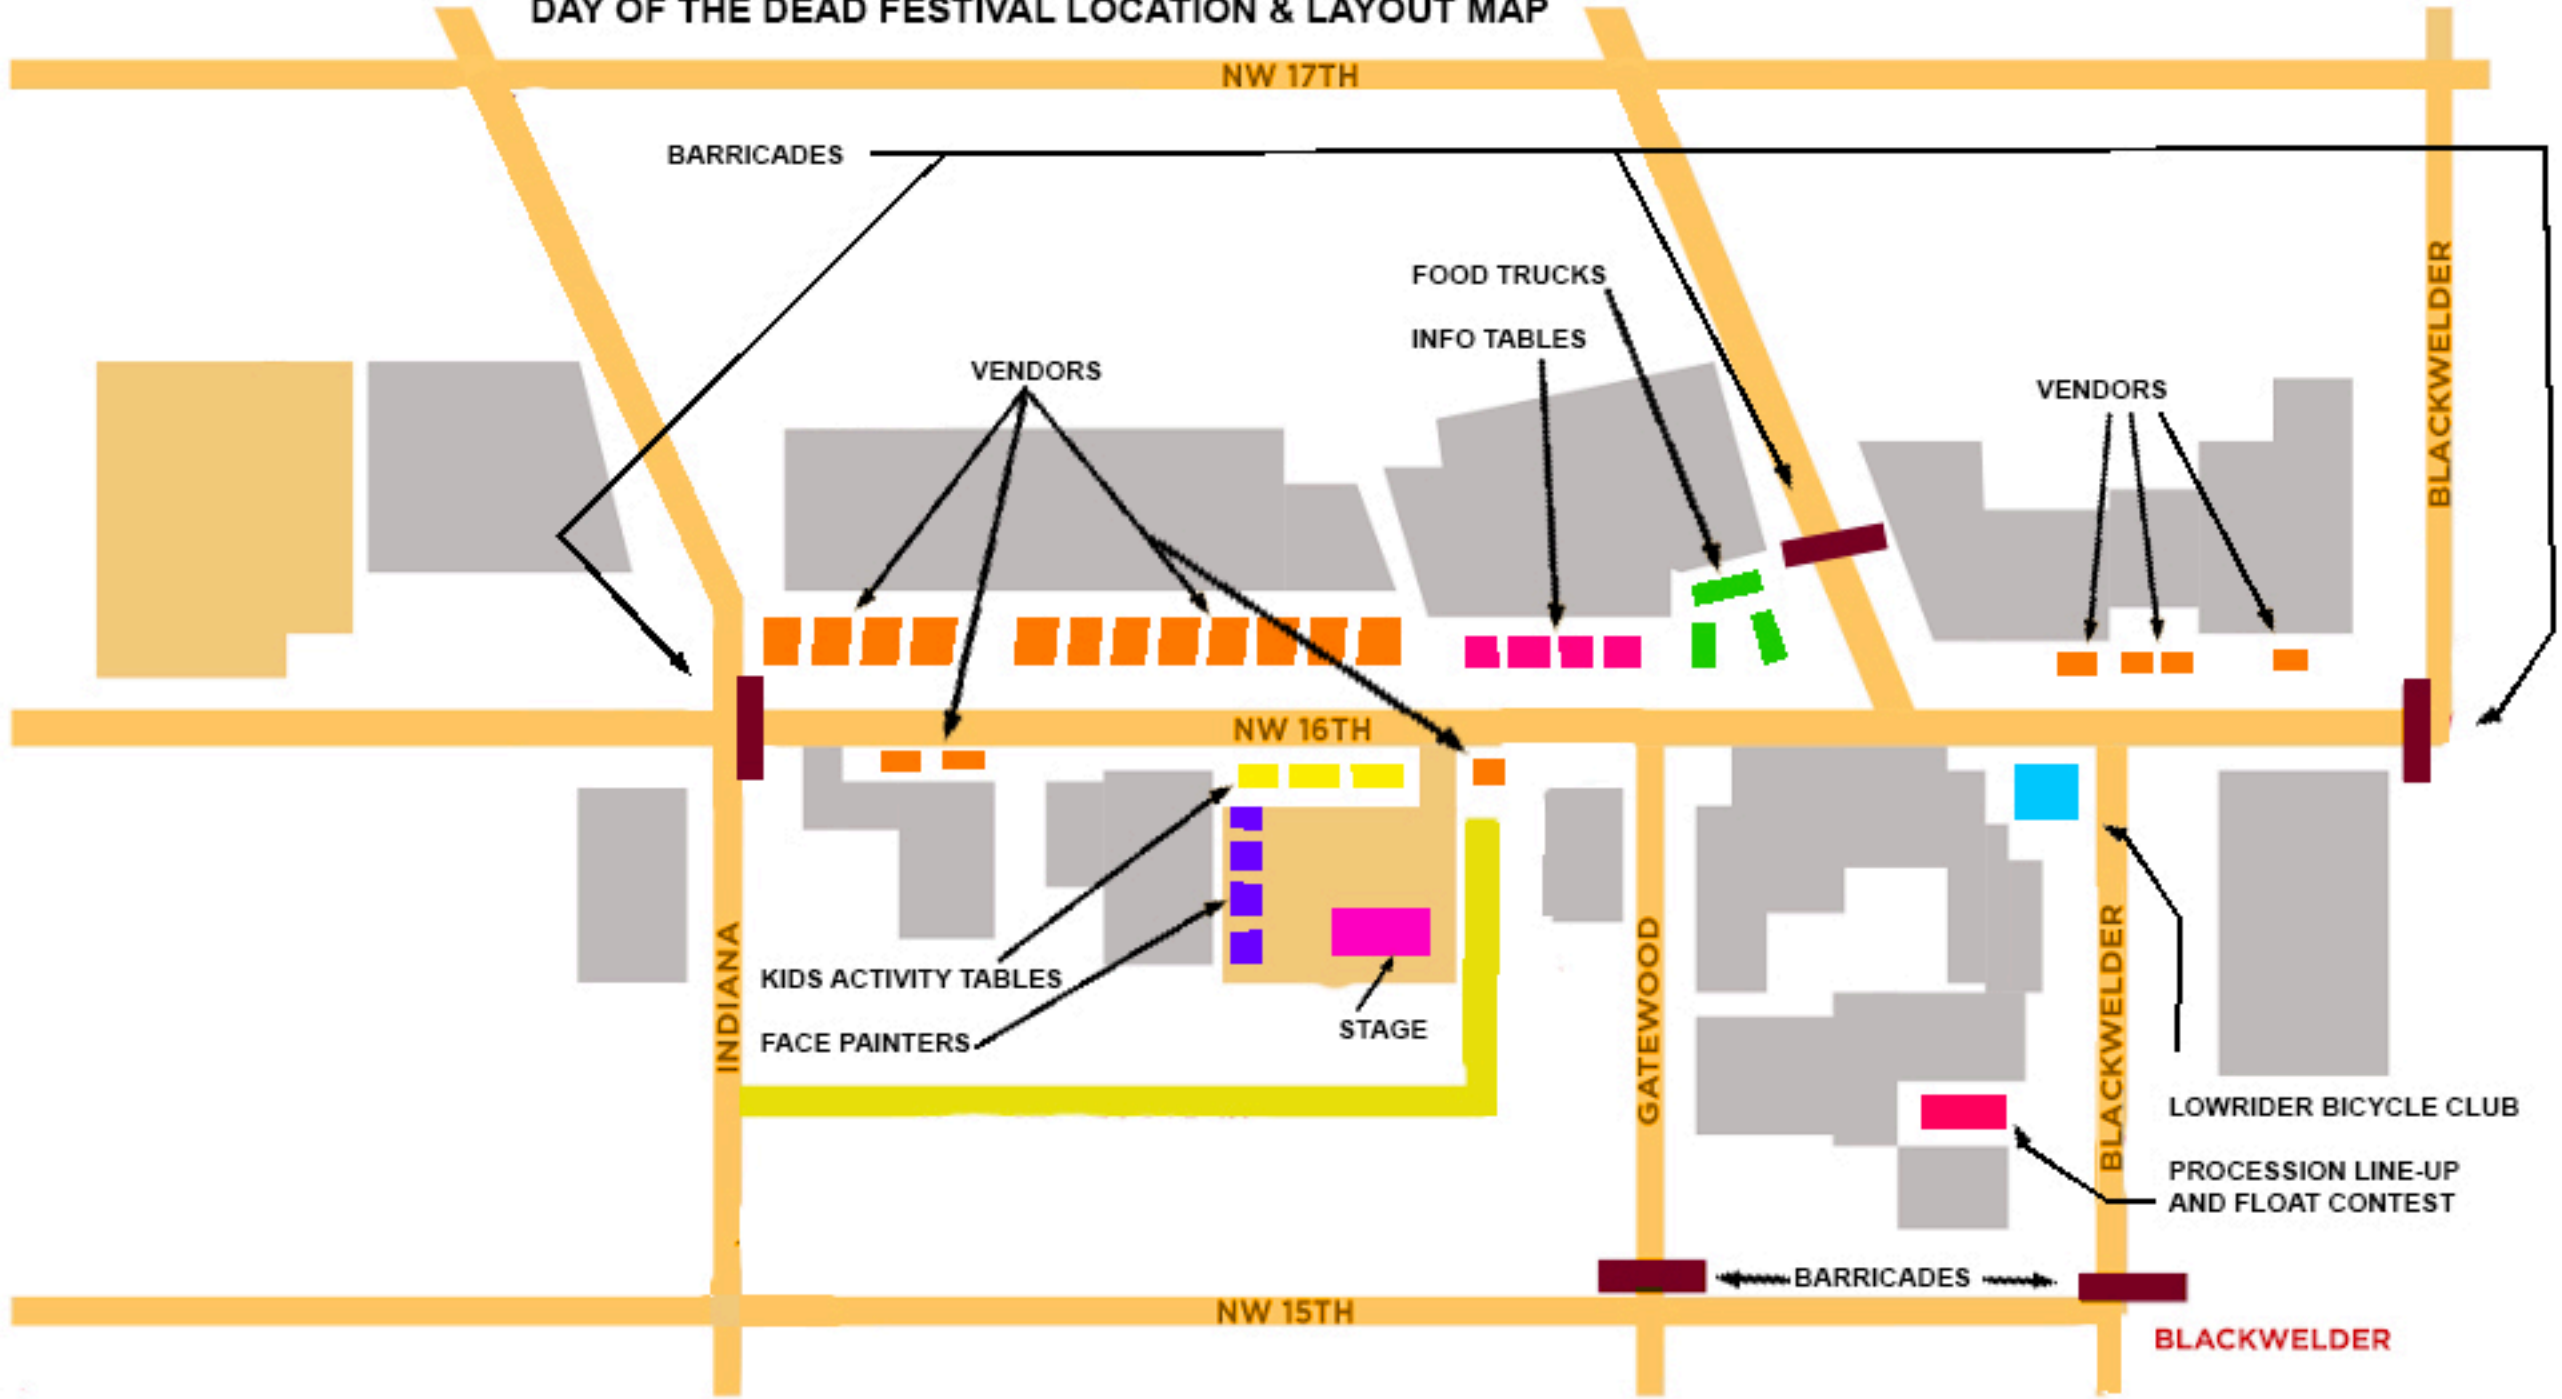 DAY OF THE DEAD FESTIVAL LOCATION & LAYOUT MAP
NW 17TH
BARRICADES
FOOD TRUCKS
INFO TABLES
VENDORS
VENDORS
BLACKWELDER
NW 16TH
KIDS ACTIVITY TABLES
FACE PAINTERS
STAGE
INDIANA
GATEWOOD
BLACKWELDER
LOWRIDER BICYCLE CLUB
PROCESSION LINE-UP
AND FLOAT CONTEST
BARRICADES
NW 15TH
BLACKWELDER